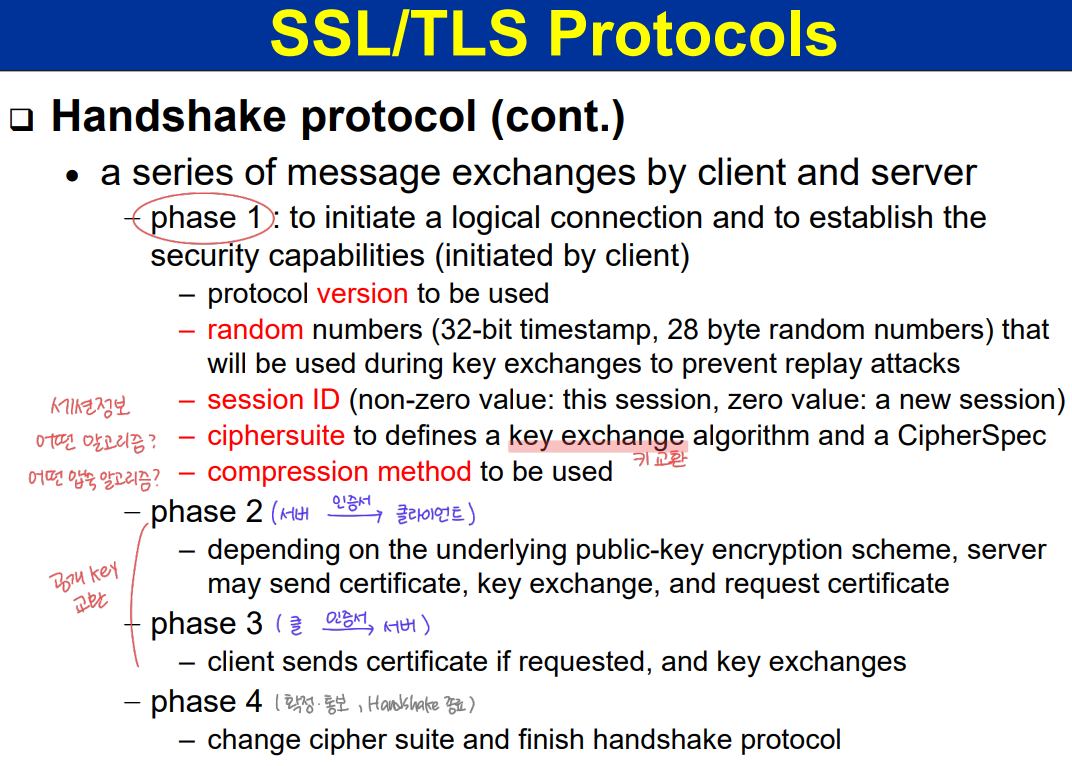 SSL/TLS Protocols
❑ Handshake protocol (cont.)
• a series of message exchanges by client and server
– phase 1 : to initiate a logical connection and to establish the
security capabilities (initiated by client)
– protocol version to be used
– random numbers (32-bit timestamp, 28 byte random numbers) that
will be used during key exchanges to prevent replay attacks
세션정보 – session ID (non-zero value: this session, zero value: a new session)
어떤 알고리즘? – ciphersuite to defines a key exchange algorithm and a CipherSpec
키 교환
어떤 압축 알고리즘? – compression method to be used
– phase 2 (서버 인증서→ 클라이언트)
– depending on the underlying public-key encryption scheme, server
may send certificate, key exchange, and request certificate
공개 key
교환
– phase 3 (클 인증서→ 서버)
– client sends certificate if requested, and key exchanges
– phase 4 (확정·통보, Handshake 종료)
– change cipher suite and finish handshake protocol